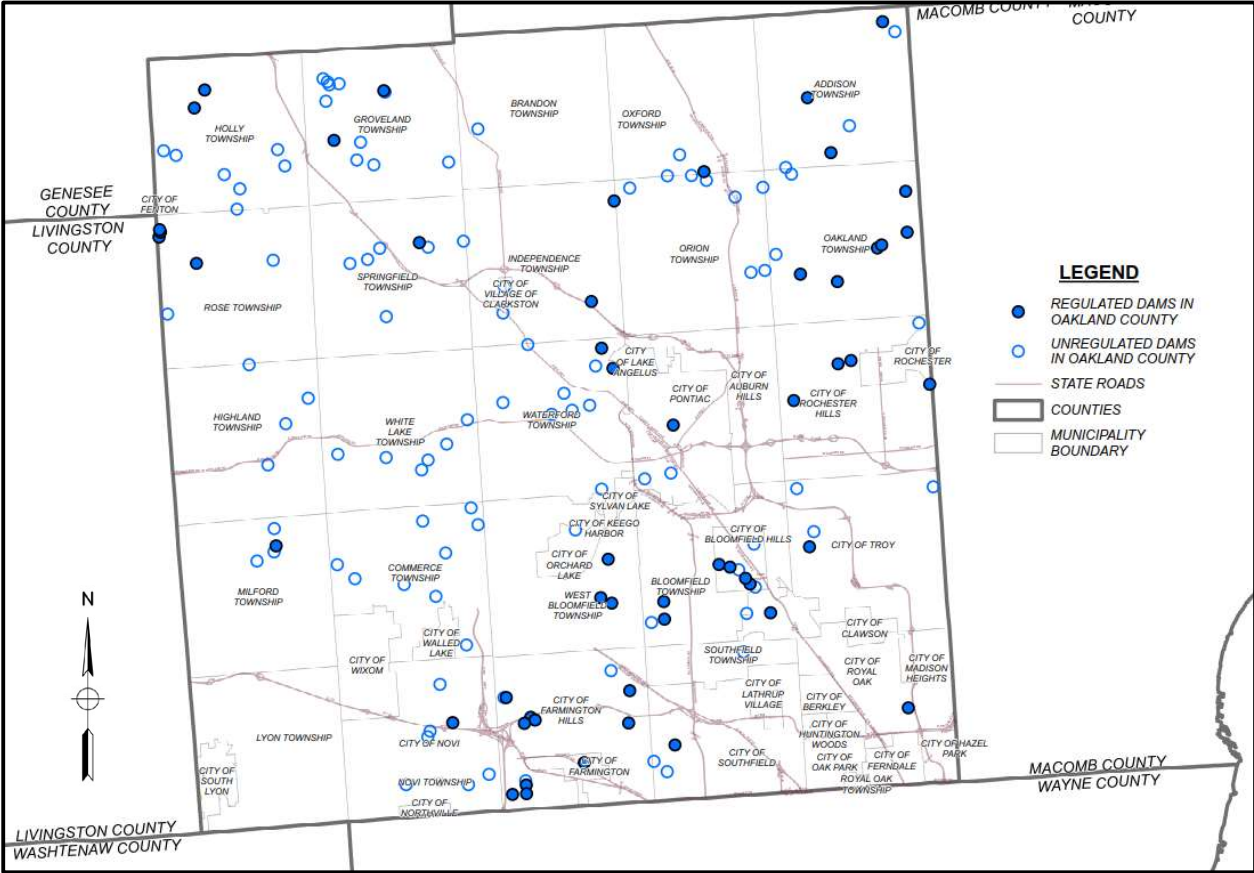 MACOMB COUNTY
COUNTY
ADDISON
TOWNSHIP
BRANDON
TOWNSHIP
OXFORD
TOWNSHIP
GROVELAND
TOWNSHIP
HOLLY
TOWNSHIP
GENESEE
COUNTY
CITY OF
FENTON
LIVINGSTON
COUNTY
OAKLAND
TOWNSHIP
ORION
TOWNSHIP
INDEPENDENCE
TOWNSHIP
SPRINGFIELD
TOWNSHIP
CITY OF
VILLAGE OF
CLARKSTON
ROSE TOWNSHIP
LEGEND
REGULATED DAMS IN
OAKLAND COUNTY
UNREGULATED DAMS
IN OAKLAND COUNTY
STATE ROADS
COUNTIES
MUNICIPALITY
BOUNDARY
CITY
OF LAKE
ANGELUS
CITY OF
ROCHESTER
CITY OF
PONTIAC
CITY OF
AUBURN
HILLS
CITY OF
ROCHESTER
HILLS
HIGHLAND
TOWNSHIP
WHITE
LAKE
TOWNSHIP
WATERFORD
TOWNSHIP
CITY OF
SYLVAN LAKE
CITY OF KEEGO
HARBOR
CITY OF
BLOOMFIELD HILLS
CITY OF TROY
CITY OF
ORCHARD
LAKE
COMMERCE
TOWNSHIP
BLOOMFIELD
TOWNSHIP
MILFORD
TOWNSHIP
WEST
BLOOMFIELD
TOWNSHIP
N
CITY OF
CLAWSON
CITY OF
WALLED
LAKE
SOUTHFIELD
TOWNSHIP
CITY OF
WIXOM
CITY OF
ROYAL
OAK
CITY OF
MADISON
HEIGHTS
CITY OF
LATHRUP
VILLAGE
CITY OF
BERKLEY
CITY OF
FARMINGTON
HILLS
CITY OF
HUNTINGTON
WOODS
LYON TOWNSHIP
CITY OF NOVI
CITY OF HAZEL
PARK
CITY OF
SOUTHFIELD
CITY OF
OAK PARK
CITY OF
FERNDALE
CITY OF
FARMINGTON
CITY OF
SOUTH
LYON
NOVI TOWNSHIP
ROYAL OAK
TOWNSHIP
CITY OF
NORTHVILLE
MACOMB COUNTY
WAYNE COUNTY
LIVINGSTON COUNTY
WASHTENAW COUNTY